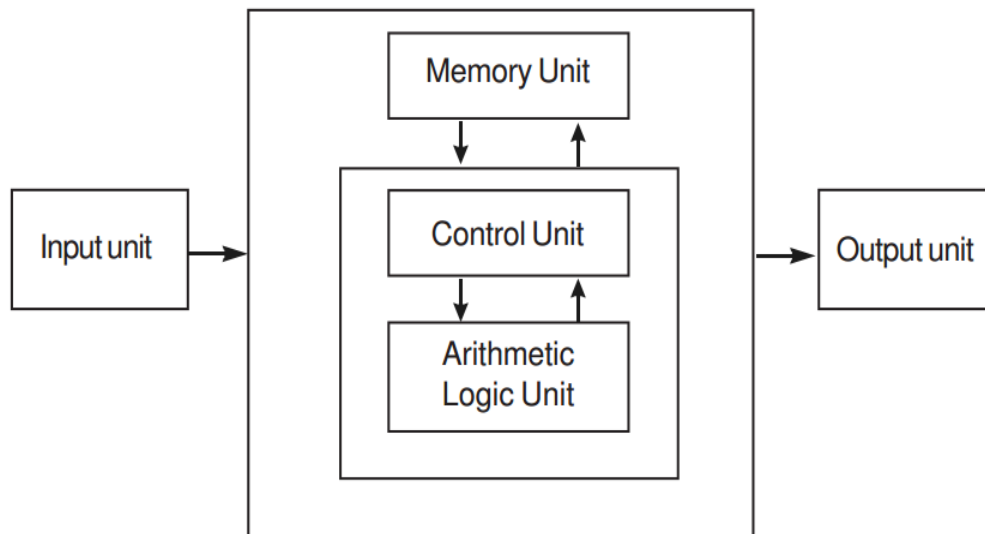 Memory Unit
Input unit
Control Unit
Output unit
Arithmetic
Logic Unit